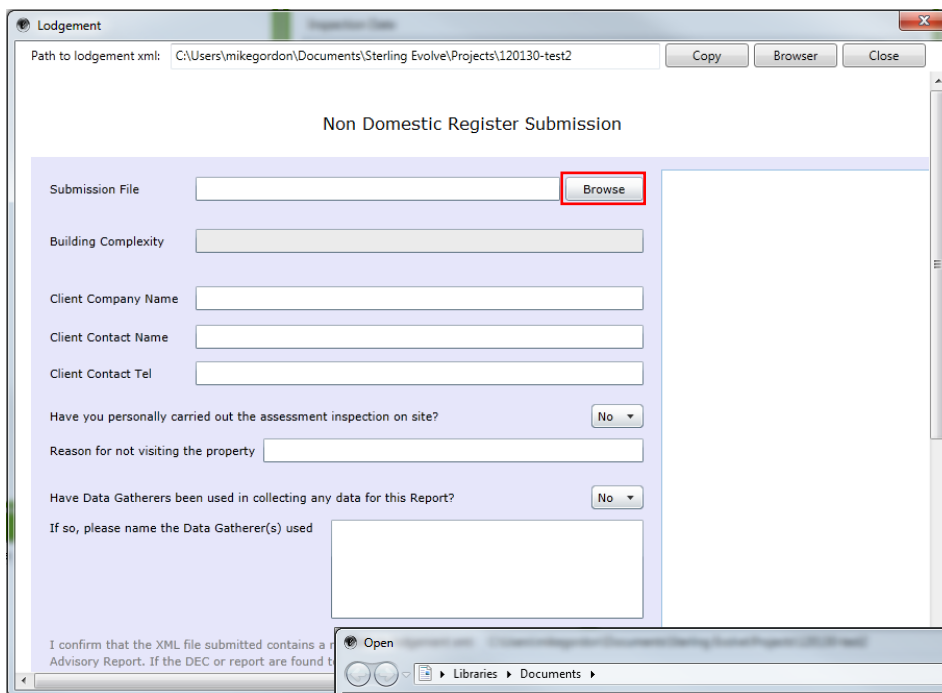 Lodgement
Inspection Date
Path to lodgement xml: C:\Users\mikegordon\Documents\Sterling Evolve\Projects\120130-test2 Copy Browser Close
Non Domestic Register Submission
Submission File Browse
Building Complexity
Client Company Name
Client Contact Name
Client Contact Tel
Have you personally carried out the assessment inspection on site? No
Reason for not visiting the property
Have Data Gatherers been used in collecting any data for this Report? No
If so, please name the Data Gatherer(s) used
I confirm that the XML file submitted contains a
Advisory Report. If the DEC or report are found
Open
Libraries Documents